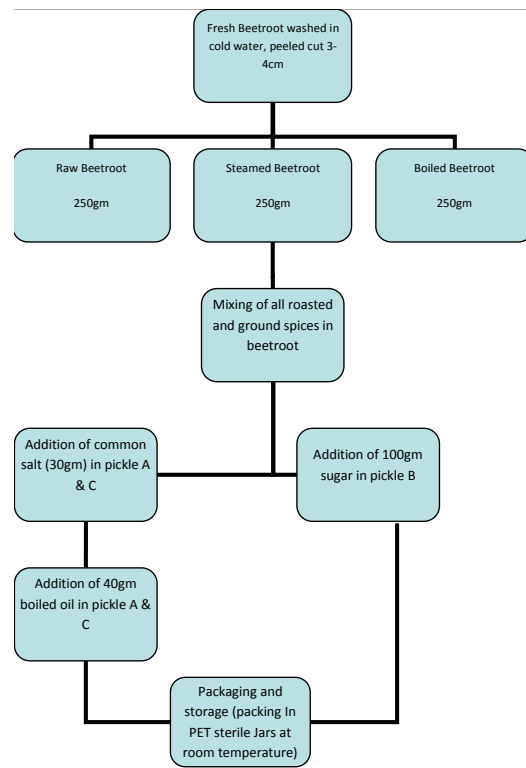 Fresh Beetroot washed in
cold water, peeled cut 3-
4cm
Raw Beetroot
250gm
Steamed Beetroot
250gm
Boiled Beetroot
250gm
Mixing of all roasted
and ground spices in
beetroot
Addition of common
salt (30gm) in pickle A
& C
Addition of 100gm
sugar in pickle B
Addition of 40gm
boiled oil in pickle A &
C
Packaging and
storage (packing In
PET sterile Jars at
room temperature)